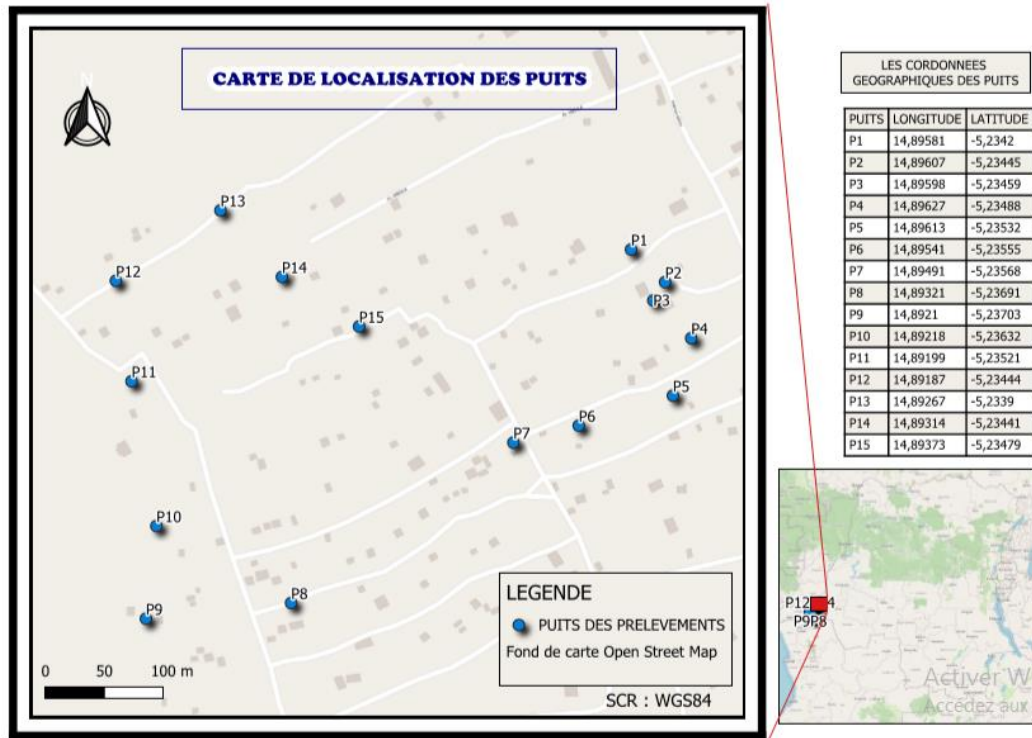 N
CARTE DE LOCALISATION DES PUITS
P13
P12
P14
P15
P1
P2
P3
P4
P5
P6
P7
P11
P10
P9
P8
0 50 100 m
LEGENDE
PUITS DES PRELEVEMENTS
Fond de carte Open Street Map
SCR : WGS84
LES CORDONNEES
GEOGRAPHIQUES DES PUITS
PUITS LONGITUDE LATITUDE
P1 14,89581 -5,2342
P2 14,89607 -5,23445
P3 14,89598 -5,23459
P4 14,89627 -5,23488
P5 14,89613 -5,23532
P6 14,89541 -5,23555
P7 14,89491 -5,23568
P8 14,89321 -5,23691
P9 14,8921 -5,23703
P10 14,89218 -5,23632
P11 14,89199 -5,23521
P12 14,89187 -5,23444
P13 14,89267 -5,2339
P14 14,89314 -5,23441
P15 14,89373 -5,23479
P12 4
P9P8
Activer W
Accédez aux